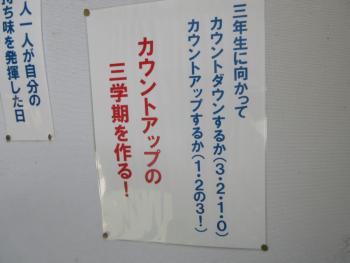 三年生に向かって
カウントダウンするか(3・2・1・0)
カウントアップするか(1・2の3!)
カウントアップの
三学期を作る!
人一人が自分の
持ち味を発揮した日